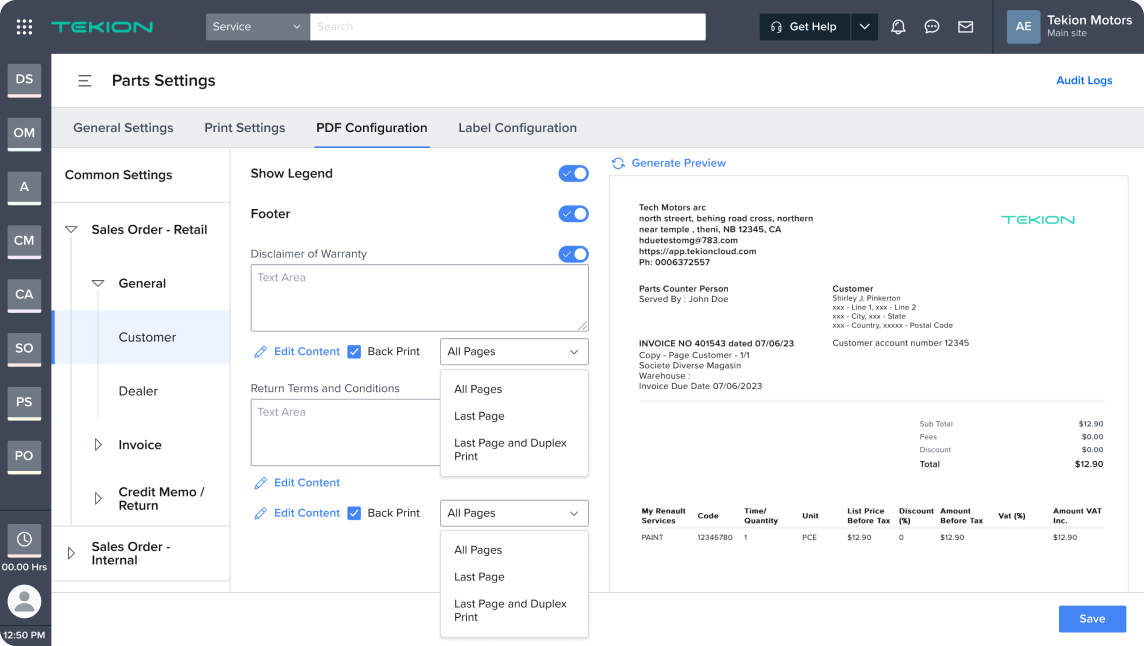 TEKION
Service
Search
Get Help
AE
Tekion Motors
Main site
DS
OM
A
CM
CA
SO
PS
PO
00.00 Hrs
12:50 PM
Parts Settings
Audit Logs
General Settings
Print Settings
PDF Configuration
Label Configuration
Common Settings
Sales Order - Retail
General
Customer
Dealer
Invoice
Credit Memo /
Return
Sales Order -
Internal
Show Legend
Footer
Disclaimer of Warranty
Text Area
Edit Content
Back Print
All Pages
All Pages
Last Page
Last Page and Duplex
Print
Return Terms and Conditions
Text Area
Edit Content
Edit Content
Back Print
All Pages
All Pages
Last Page
Last Page and Duplex
Print
Generate Preview
Tech Motors arc
north streert, behing road cross, northern
near temple , theni, NB 12345, CA
hduetestomg@783.com
https://app.tekioncloud.com
Ph: 0006372557
TEKION
Parts Counter Person
Served By : John Doe
Customer
Shirley J. Pinkerton
xxx - Line 1, xxx - Line 2
xxx - City, xxx - State
xxx - Country, xxxxx - Postal Code
Customer account number 12345
INVOICE NO 401543 dated 07/06/23
Copy - Page Customer - 1/1
Societe Diverse Magasin
Warehouse :
Invoice Due Date 07/06/2023
Sub Total $12.90
Fees $0.00
Discount $0.00
Total $12.90
My Renault Services Code Time/ Quantity Unit List Price Before Tax Discount (%) Amount Before Tax Vat (%) Amount VAT Inc.
PAINT 12346780 1 PCE $12.90 0 $12.90 $12.90
Save